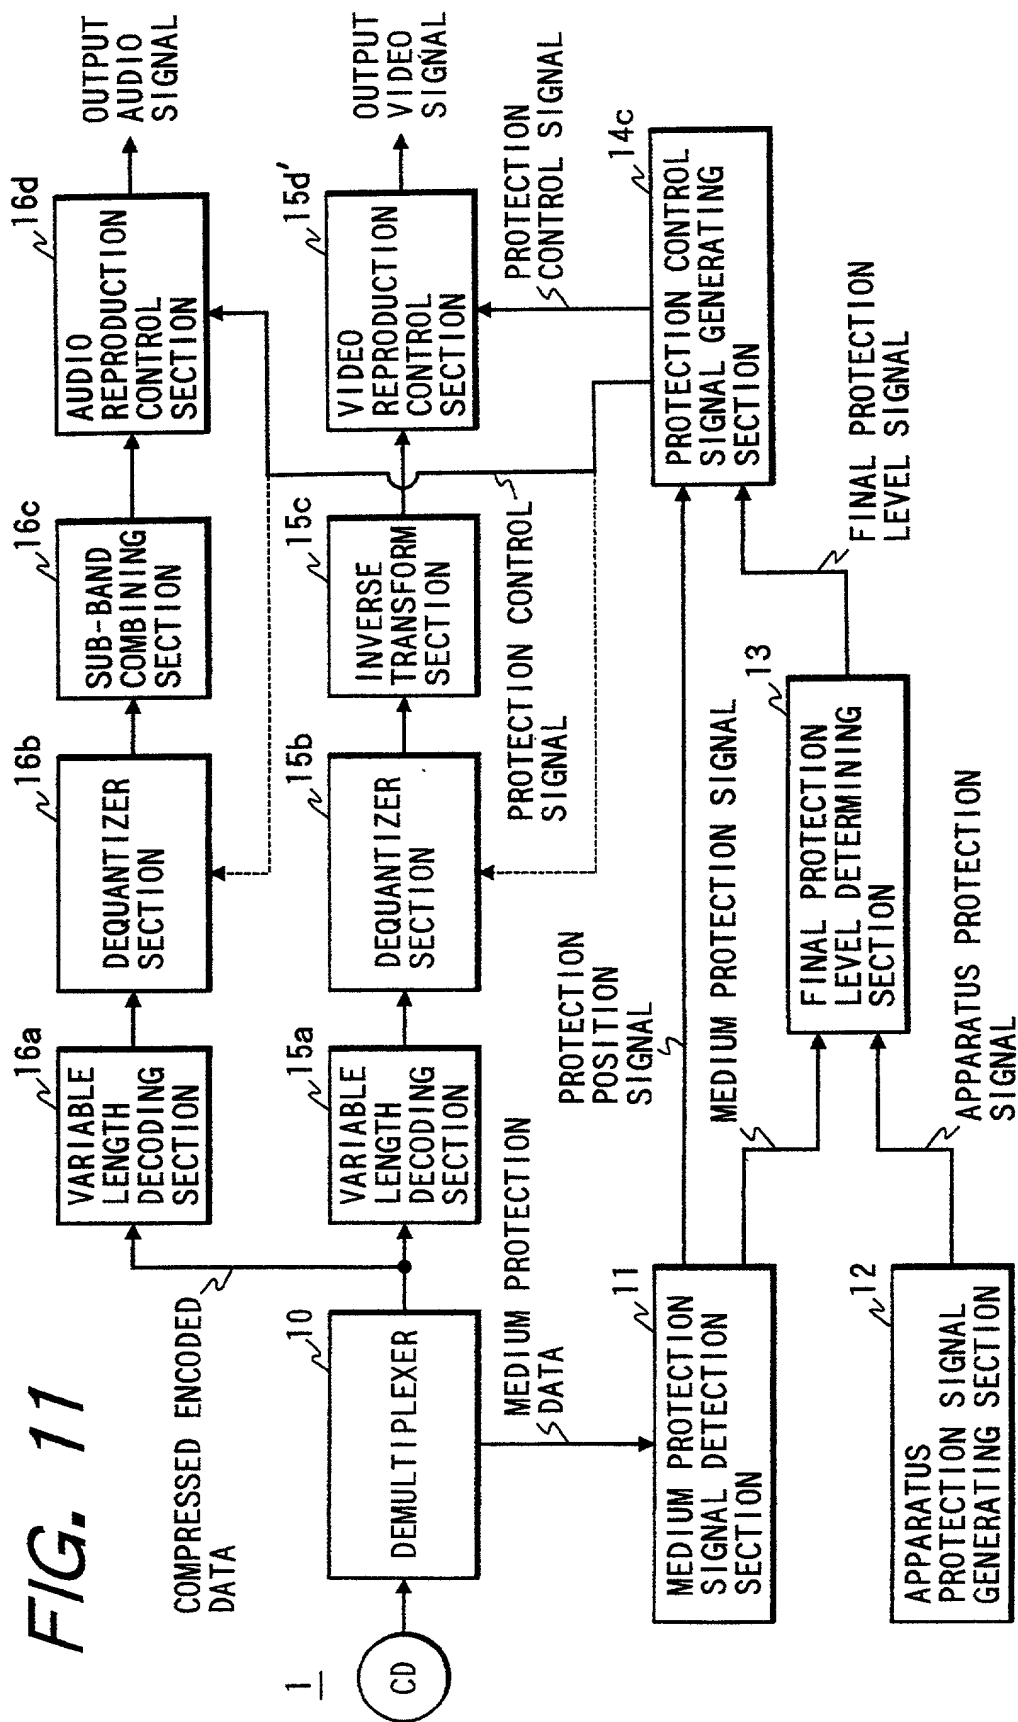 FIG. 11
1
CD
10
DEMULTIPLEXER
COMPRESSED ENCODED
DATA
16a
VARIABLE
LENGTH
DECODING
SECTION
16b
DEQUANTIZER
SECTION
16c
SUB-BAND
COMBINING
SECTION
16d
AUDIO
REPRODUCTION
CONTROL
SECTION
OUTPUT
AUDIO
SIGNAL
15a
VARIABLE
LENGTH
DECODING
SECTION
15b
DEQUANTIZER
SECTION
15c
INVERSE
TRANSFORM
SECTION
15d'
VIDEO
REPRODUCTION
CONTROL
SECTION
OUTPUT
VIDEO
SIGNAL
MEDIUM PROTECTION
DATA
PROTECTION CONTROL
SIGNAL
PROTECTION
CONTROL SIGNAL
PROTECTION
POSITION
SIGNAL
11
MEDIUM PROTECTION
SIGNAL DETECTION
SECTION
14c
PROTECTION CONTROL
SIGNAL GENERATING
SECTION
MEDIUM PROTECTION SIGNAL
13
FINAL PROTECTION
LEVEL DETERMINING
SECTION
FINAL PROTECTION
LEVEL SIGNAL
12
APPARATUS
PROTECTION SIGNAL
GENERATING SECTION
APPARATUS PROTECTION
SIGNAL